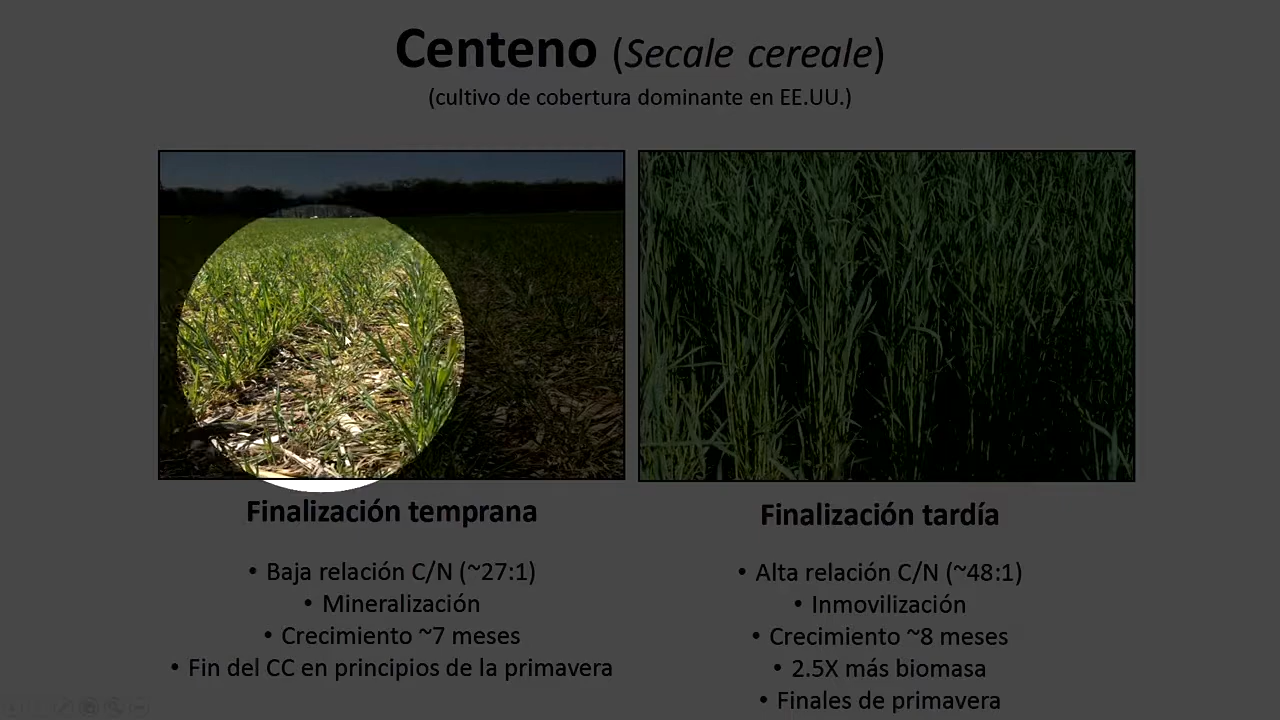 Centeno (Secale cereale)
(cultivo de cobertura dominante en EE.UU.)
Finalización temprana
• Baja relación C/N (~27:1)
• Mineralización
• Crecimiento ~7 meses
• Fin del CC en principios de la primavera
Finalización tardía
• Alta relación C/N (~48:1)
• Inmovilización
• Crecimiento ~8 meses
• 2.5X más biomasa
• Finales de primavera